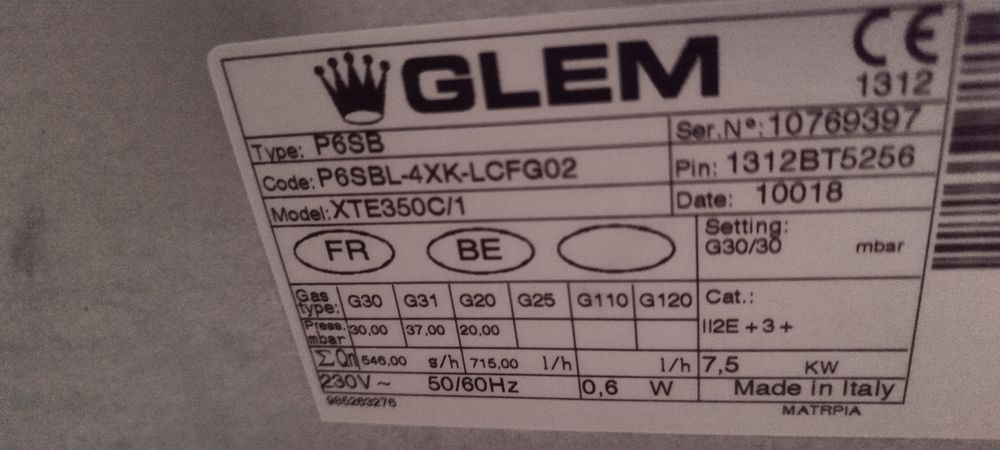 GLEM
CE
1312
Type: P6SB
Ser.N°: 10769397
Code: P6SBL-4XK-LCFG02
Pin: 1312BT5256
Model: XTE350C/1
Date: 10018
FR BE
Setting:
G30/30 mbar
Gas type: G30 G31 G20 G25 G110 G120
Cat.:
Press. mbar 30,00 37,00 20,00
II2E+3+
ΣQn 546,00 g/h 715,00 l/h l/h 7,5 KW
230V~ 50/60Hz 0,6 W Made in Italy
985263276
MATRPIA